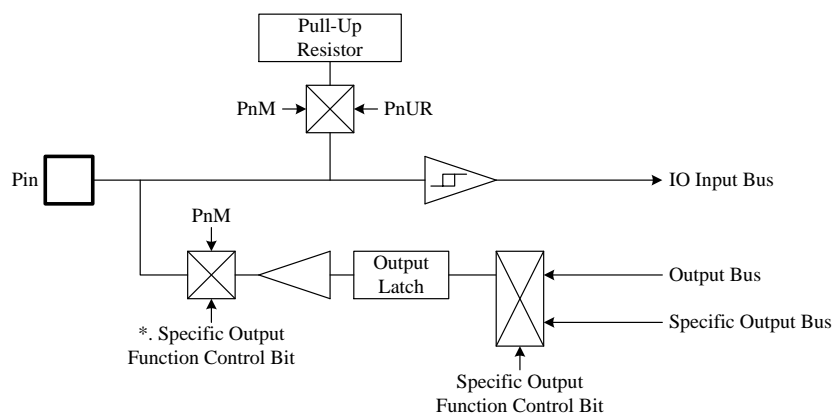 Pull-Up
Resistor
PnM
PnUR
Pin
IO Input Bus
PnM
Output
Latch
Output Bus
*. Specific Output
Function Control Bit
Specific Output Bus
Specific Output
Function Control Bit